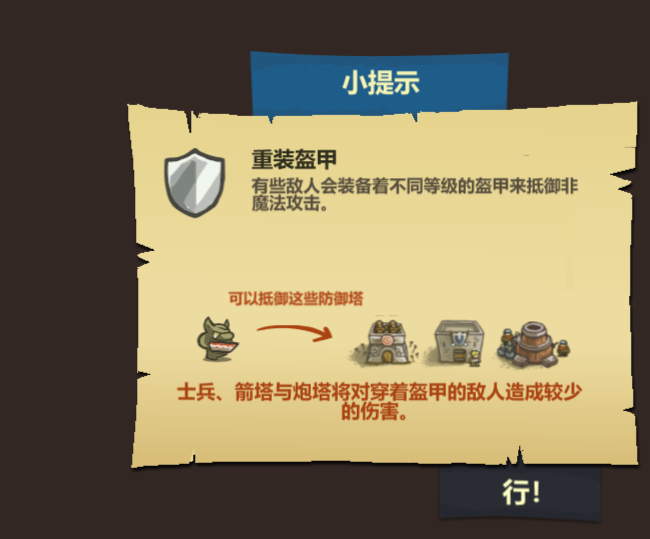 小提示
重装盔甲
有些敌人会装备着不同等级的盔甲来抵御非
魔法攻击。
可以抵御这些防御塔
士兵、箭塔与炮塔将对穿着盔甲的敌人造成较少
的伤害。
行!